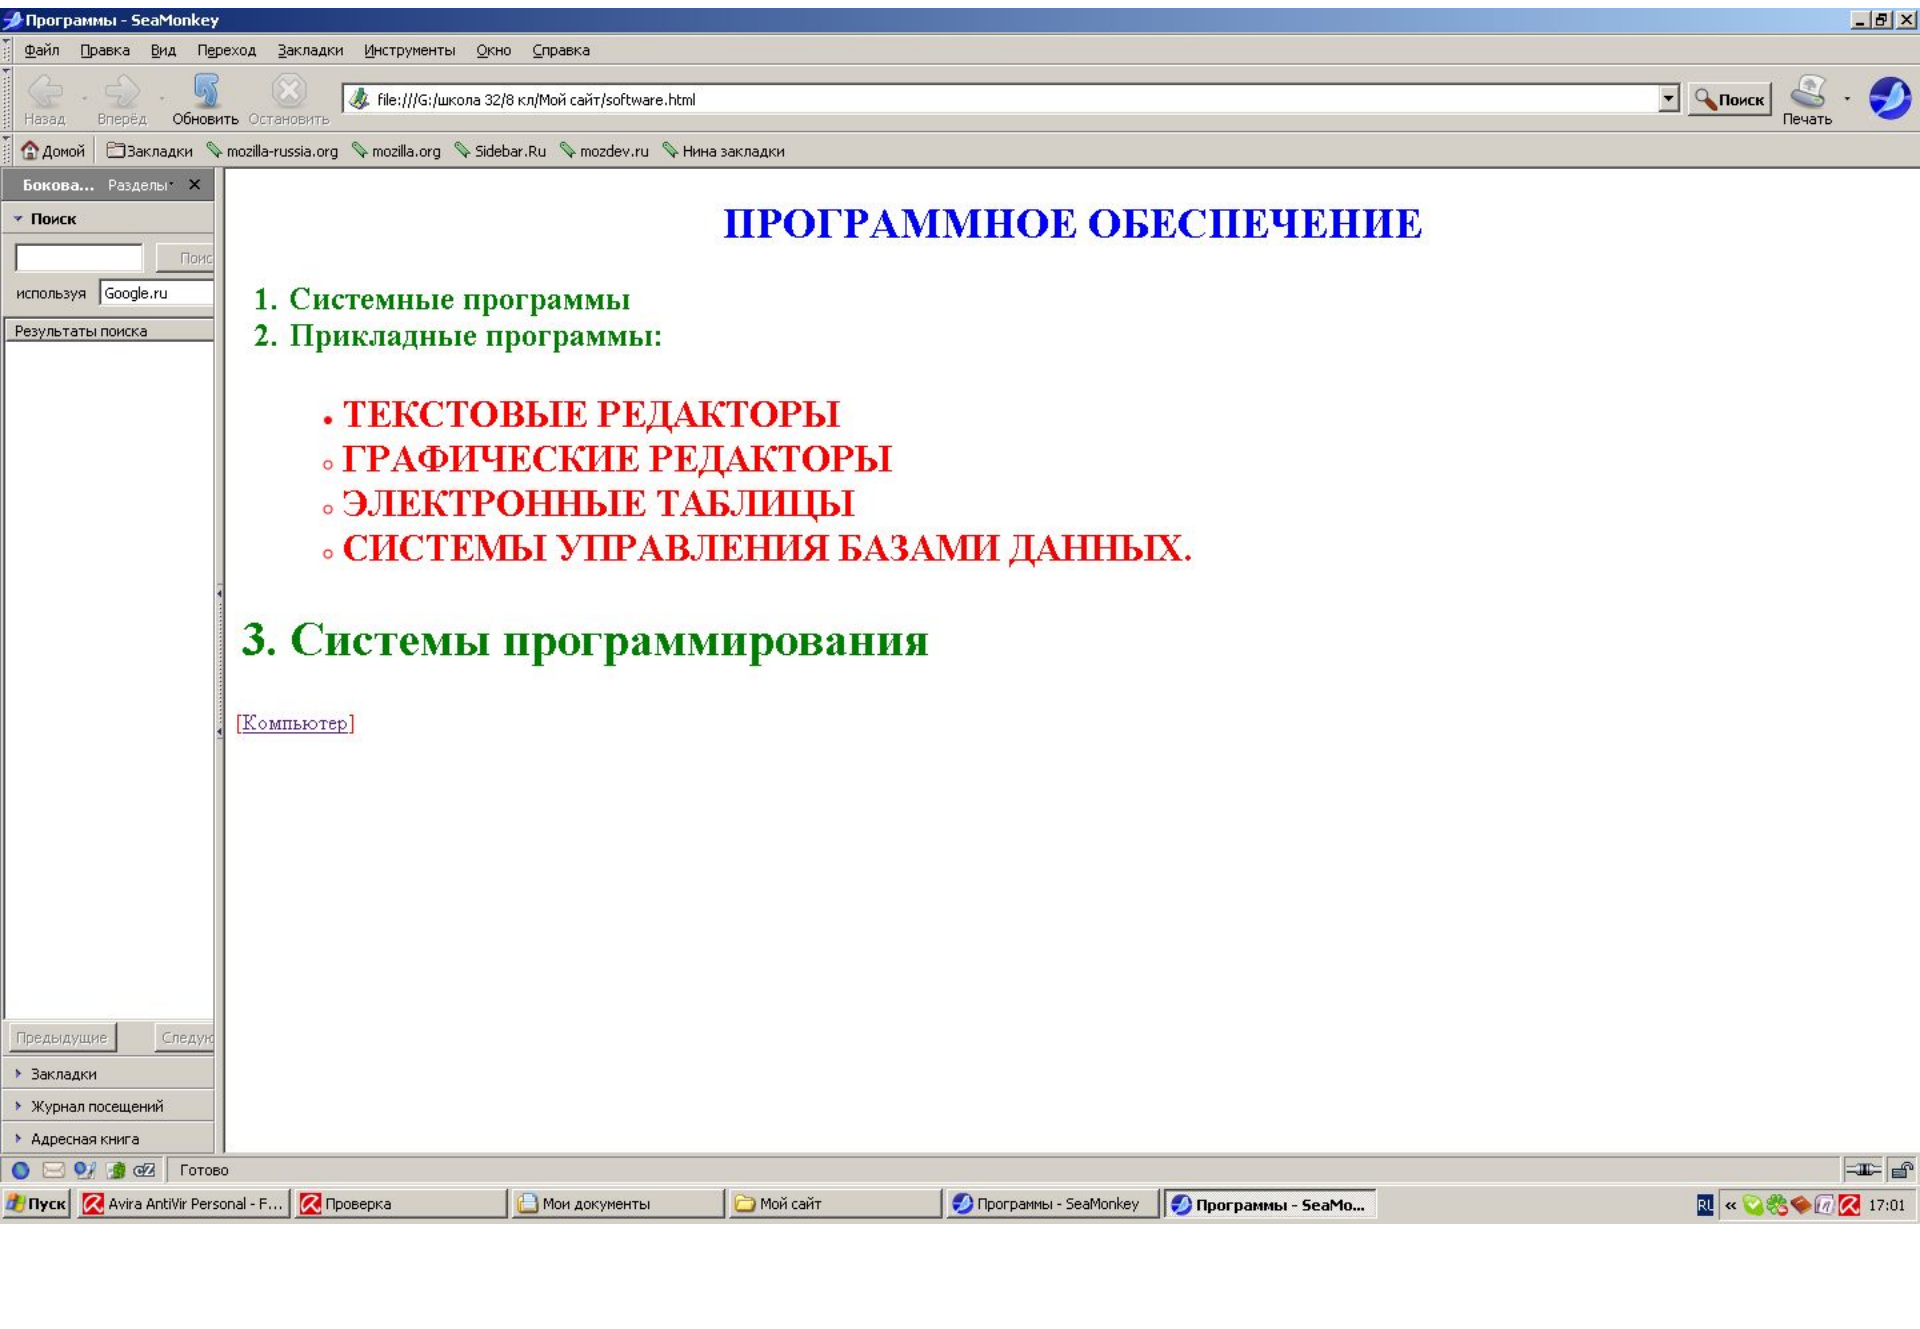 Программы - SeaMonkey
Файл Правка Вид Переход Закладки Инструменты Окно Справка
Назад Вперёд Обновить Остановить file:///G:/школа 32/8 кл/Мой сайт/software.html Поиск Печать
Домой Закладки mozilla-russia.org mozilla.org Sidebar.Ru mozdev.ru Нина закладки
Бокова... Разделы
Поиск
Поис
используя Google.ru
Результаты поиска
ПРОГРАММНОЕ ОБЕСПЕЧЕНИЕ
1. Системные программы
2. Прикладные программы:
• ТЕКСТОВЫЕ РЕДАКТОРЫ
◦ ГРАФИЧЕСКИЕ РЕДАКТОРЫ
◦ ЭЛЕКТРОННЫЕ ТАБЛИЦЫ
◦ СИСТЕМЫ УПРАВЛЕНИЯ БАЗАМИ ДАННЫХ.
3. Системы программирования
[Компьютер]
Предыдущие Следую
Закладки
Журнал посещений
Адресная книга
Готово
Пуск Avira AntiVir Personal - F... Проверка Мои документы Мой сайт Программы - SeaMonkey Программы - SeaMo... RU « 17:01